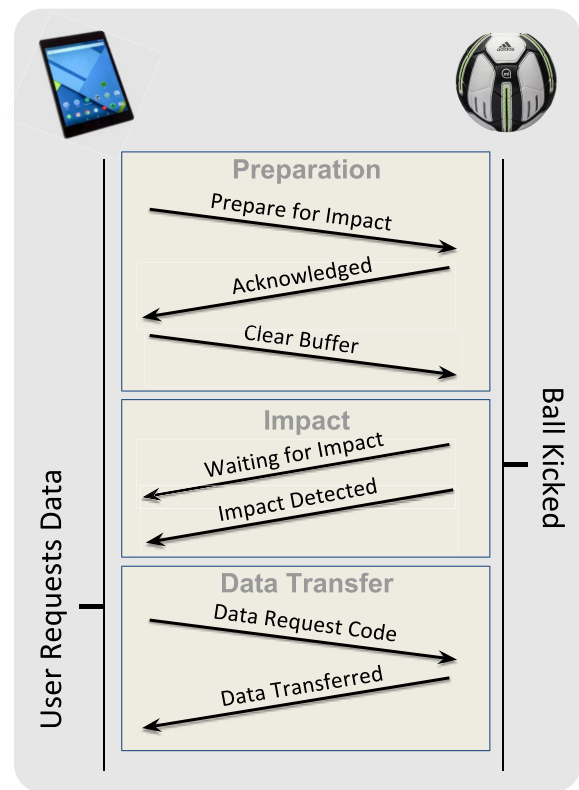 adidas
Preparation
Prepare for Impact
Acknowledged
Clear Buffer
Impact
Waiting for Impact
Impact Detected
Ball Kicked
User Requests Data
Data Transfer
Data Request Code
Data Transferred